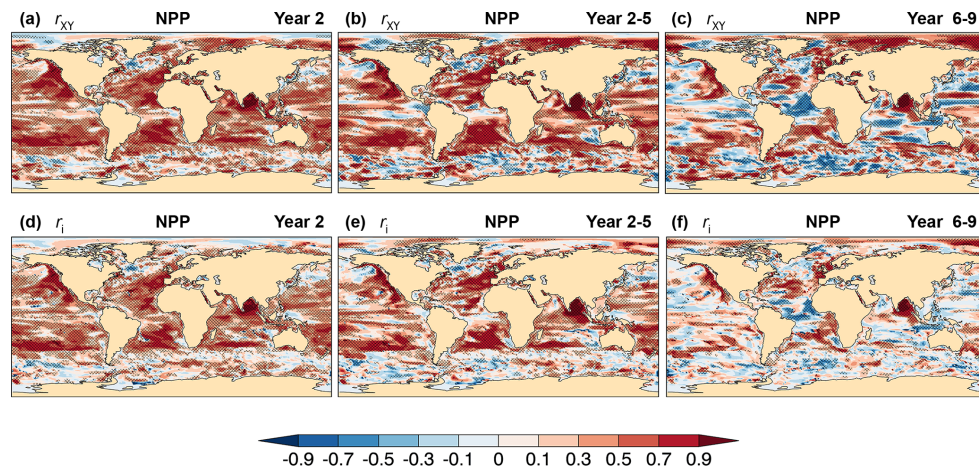 (a) rXY NPP Year 2
(b) rXY NPP Year 2-5
(c) rXY NPP Year 6-9
(d) ri NPP Year 2
(e) ri NPP Year 2-5
(f) ri NPP Year 6-9
-0.9 -0.7 -0.5 -0.3 -0.1 0 0.1 0.3 0.5 0.7 0.9